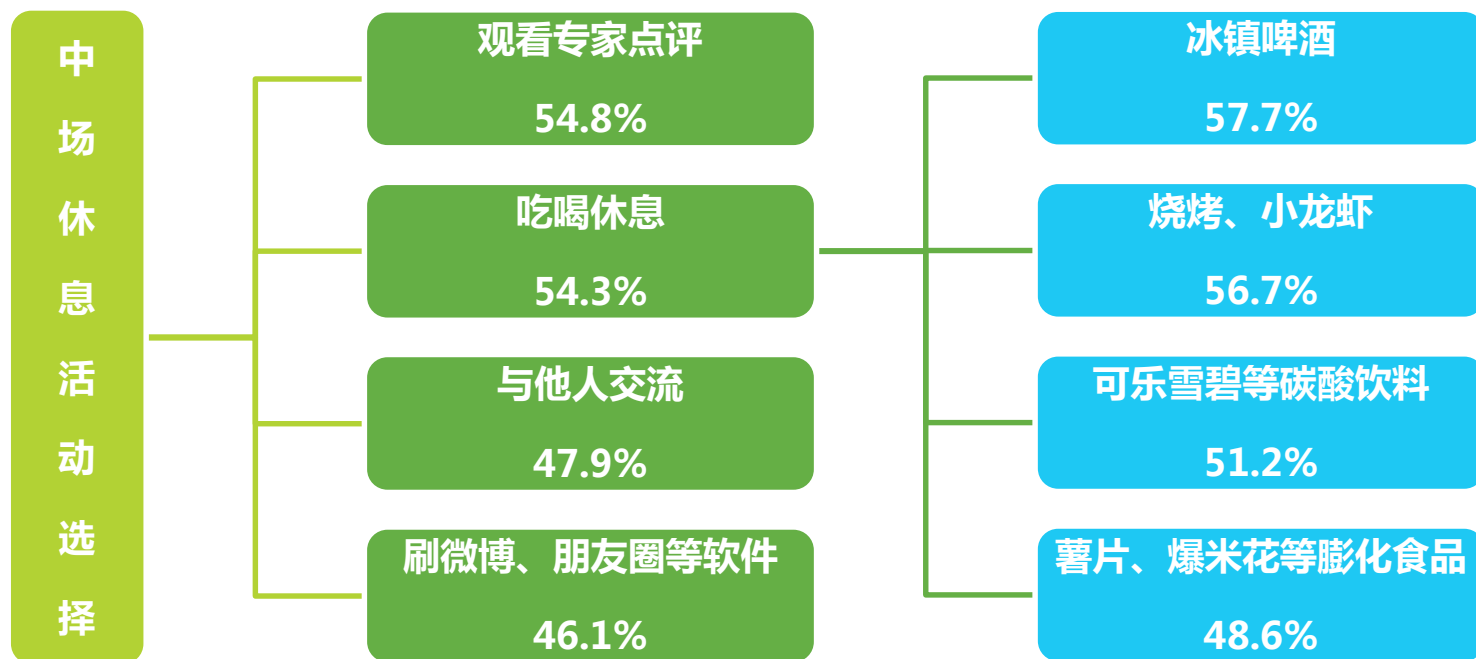 中场休息活动选择
观看专家点评
54.8%
吃喝休息
54.3%
与他人交流
47.9%
刷微博、朋友圈等软件
46.1%
冰镇啤酒
57.7%
烧烤、小龙虾
56.7%
可乐雪碧等碳酸饮料
51.2%
薯片、爆米花等膨化食品
48.6%